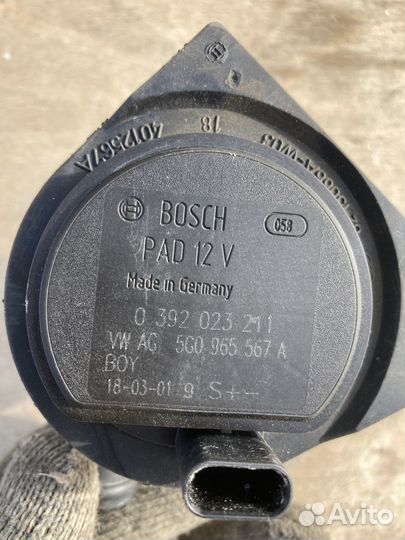 BOSCH
058
PAD 12 V
Made in Germany
0 392 023 211
VW AG 5G0 965 567 A
BOY
18-03-01 9 S+-
4012567A
18
Avito